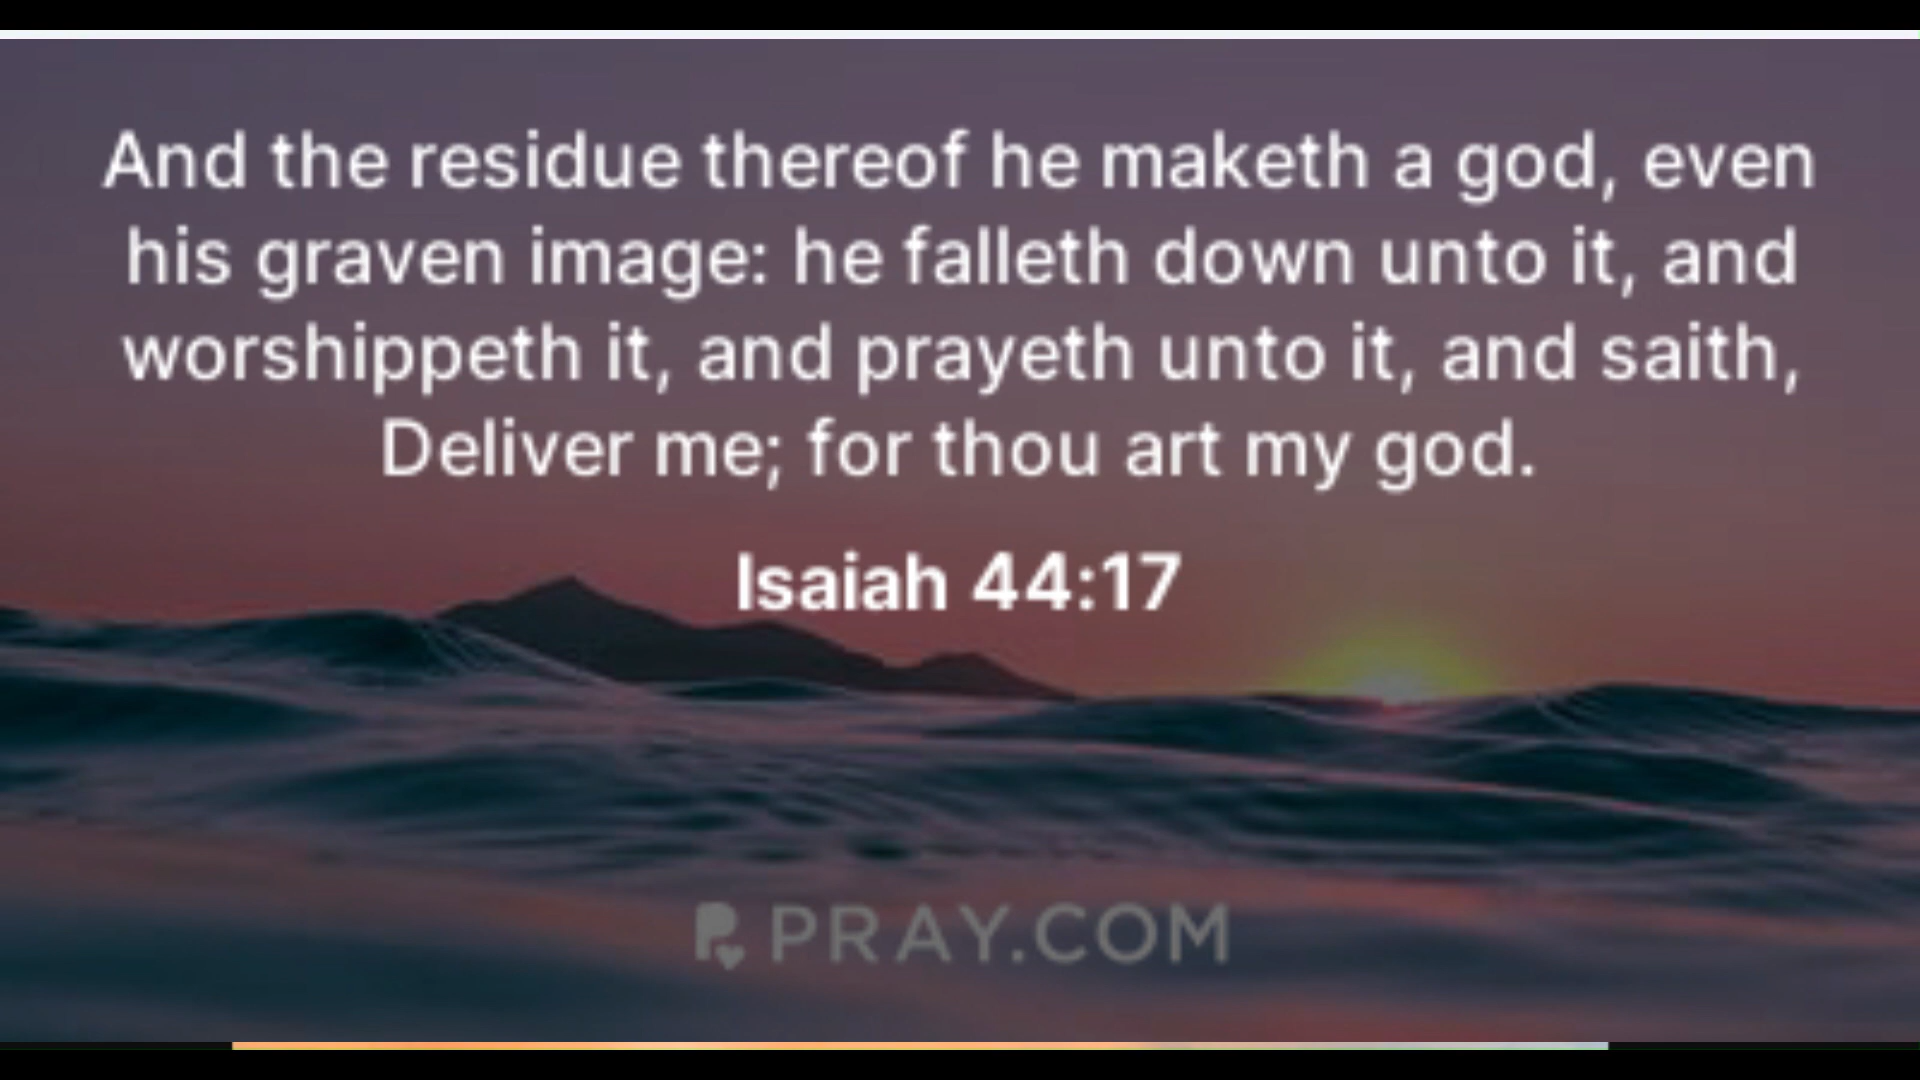 And the residue thereof he maketh a god, even
his graven image: he falleth down unto it, and
worshippeth it, and prayeth unto it, and saith,
Deliver me; for thou art my god.
Isaiah 44:17
PRAY.COM